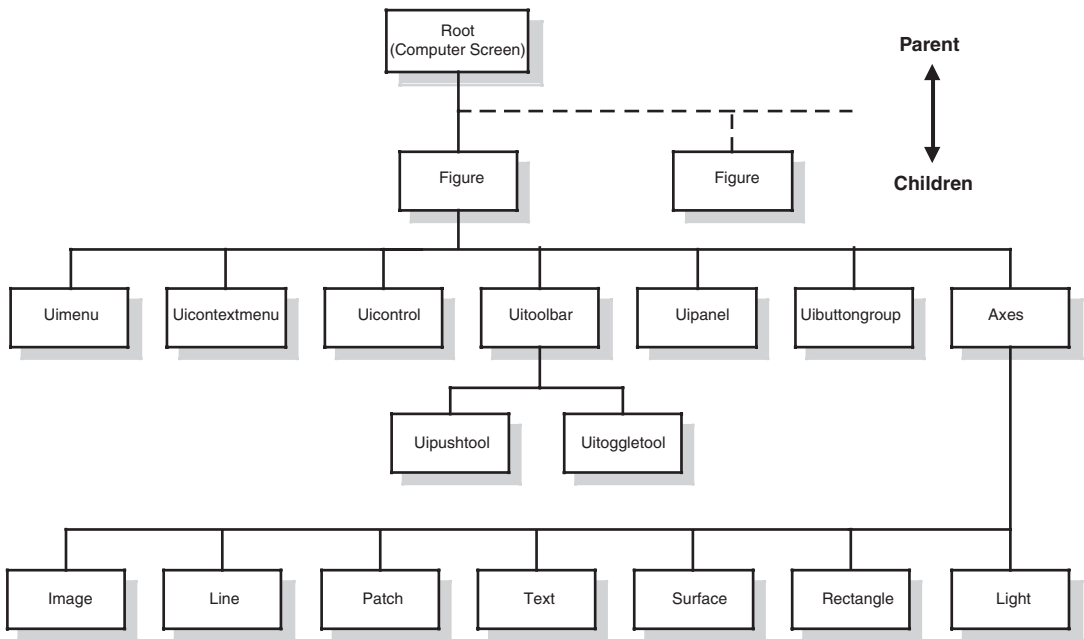 Root
(Computer Screen)
Parent
Children
Figure
Figure
Uimenu
Uicontextmenu
Uicontrol
Uitoolbar
Uipanel
Uibuttongroup
Axes
Uipushtool
Uitoggletool
Image
Line
Patch
Text
Surface
Rectangle
Light